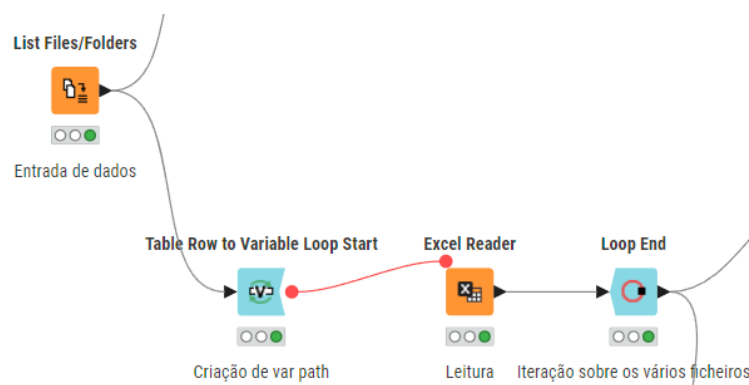 List Files/Folders
Entrada de dados
Table Row to Variable Loop Start
Excel Reader
Loop End
Criação de var path
Leitura
Iteração sobre os vários ficheiros